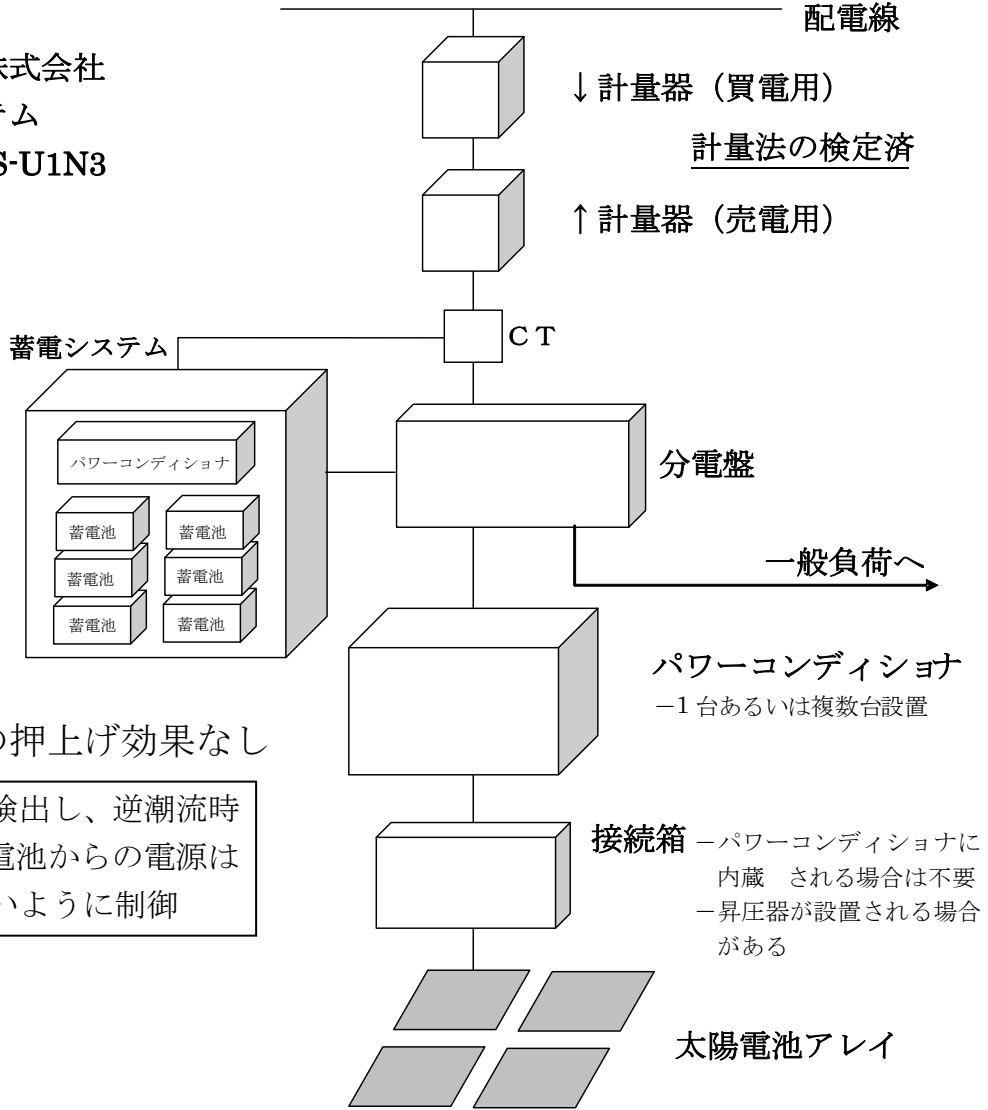 配電線
株式会社
テム
S-U1N3
↓計量器（買電用）
計量法の検定済
↑計量器（売電用）
ＣＴ
蓄電システム
パワーコンディショナ
蓄電池
蓄電池
蓄電池
蓄電池
蓄電池
蓄電池
分電盤
一般負荷へ
パワーコンディショナ
－1 台あるいは複数台設置
の押上げ効果なし
検出し、逆潮流時
電池からの電源は
いように制御
接続箱
－パワーコンディショナに
内蔵　される場合は不要
－昇圧器が設置される場合
がある
太陽電池アレイ